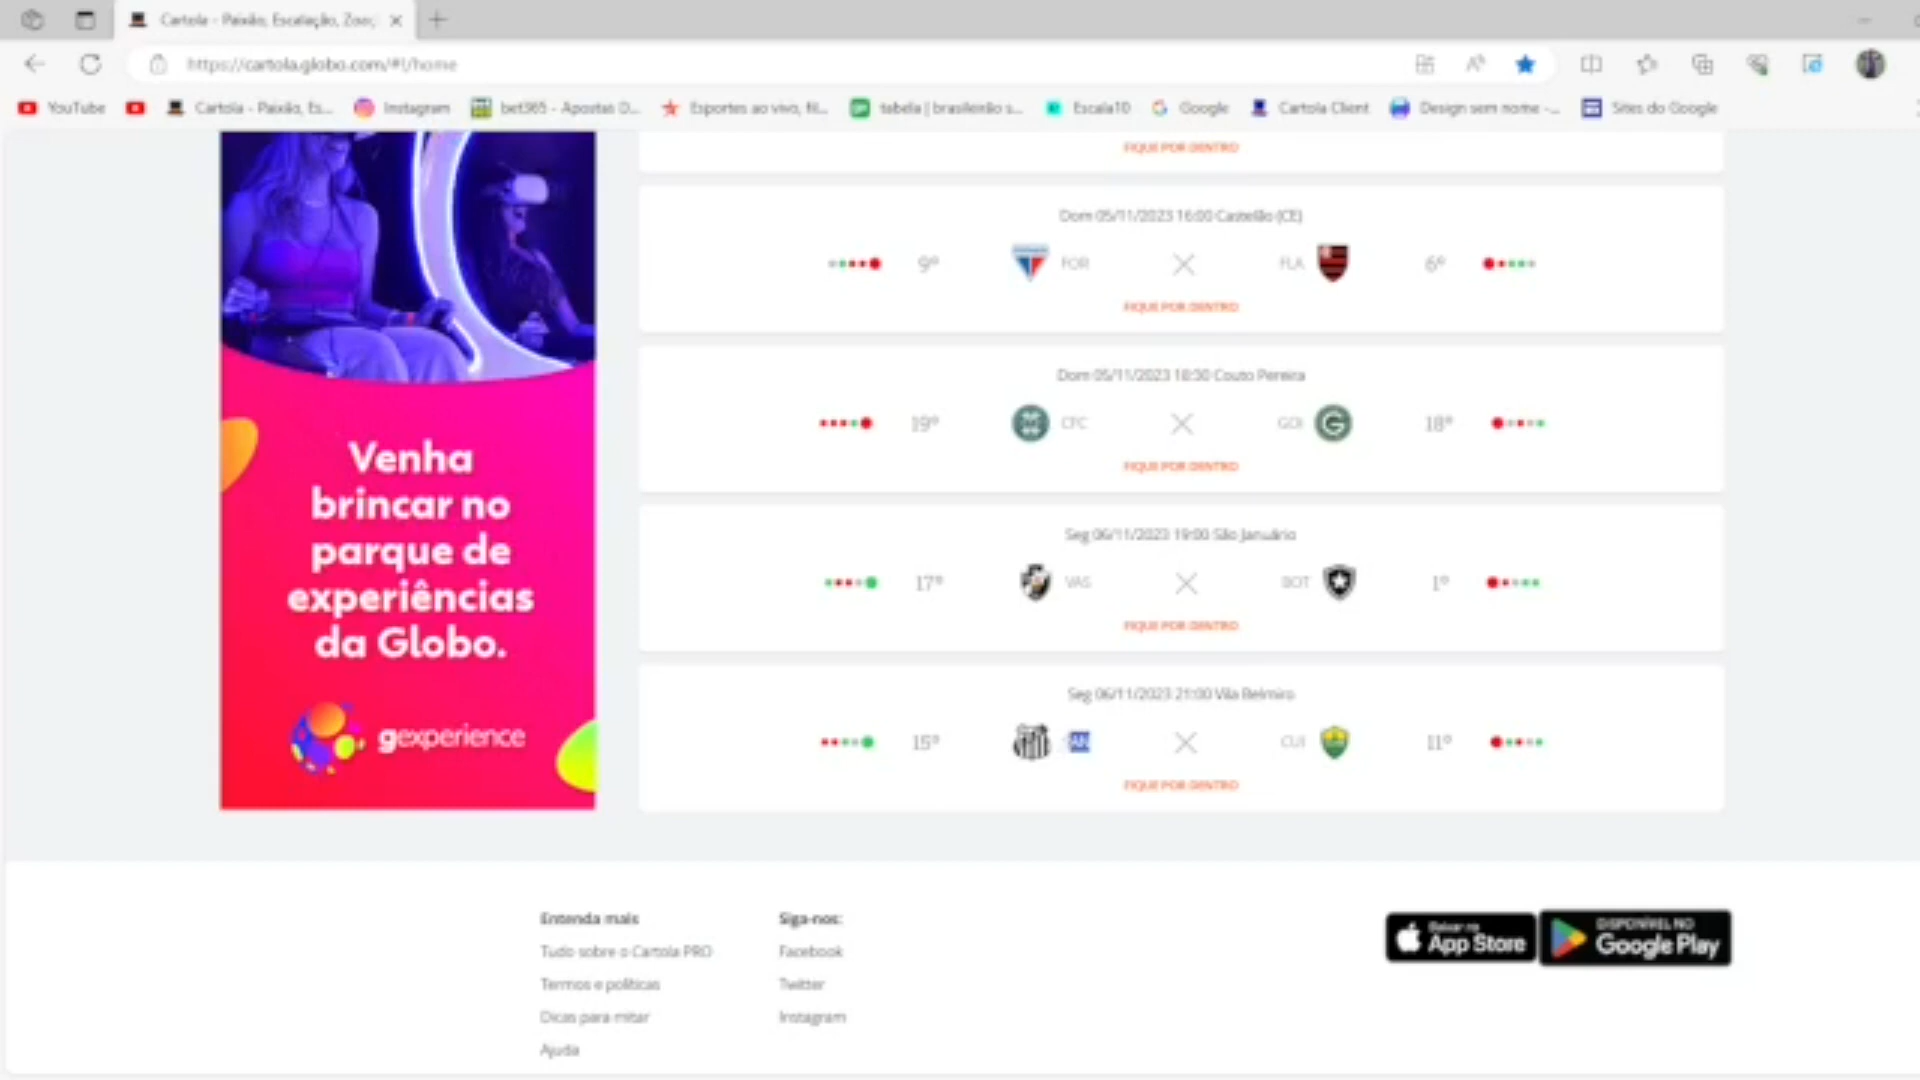 Cartola - Paixão, Escalação, Zoaç
https://cartola.globo.com/#!/home
YouTube
Cartola - Paixão, Es...
Instagram
bet365 - Apostas D...
Esportes ao vivo, fil...
tabela | brasileirão s...
Escala10
Google
Cartola Client
Design sem nome -...
Sites do Google
FIQUE POR DENTRO
Dom 05/11/2023 16:00 Castelão (CE)
9º FOR FLA 6º
FIQUE POR DENTRO
Dom 05/11/2023 18:30 Couto Pereira
19º CFC GOI 18º
FIQUE POR DENTRO
Seg 06/11/2023 19:00 São Januário
17º VAS BOT 1º
FIQUE POR DENTRO
Seg 06/11/2023 21:00 Vila Belmiro
15º SAN CUI 11º
FIQUE POR DENTRO
Venha
brincar no
parque de
experiências
da Globo.
gexperience
Entenda mais
Tudo sobre o Cartola PRO
Termos e políticas
Dicas para mitar
Ajuda
Siga-nos:
Facebook
Twitter
Instagram
Baixar na
App Store
DISPONÍVEL NO
Google Play